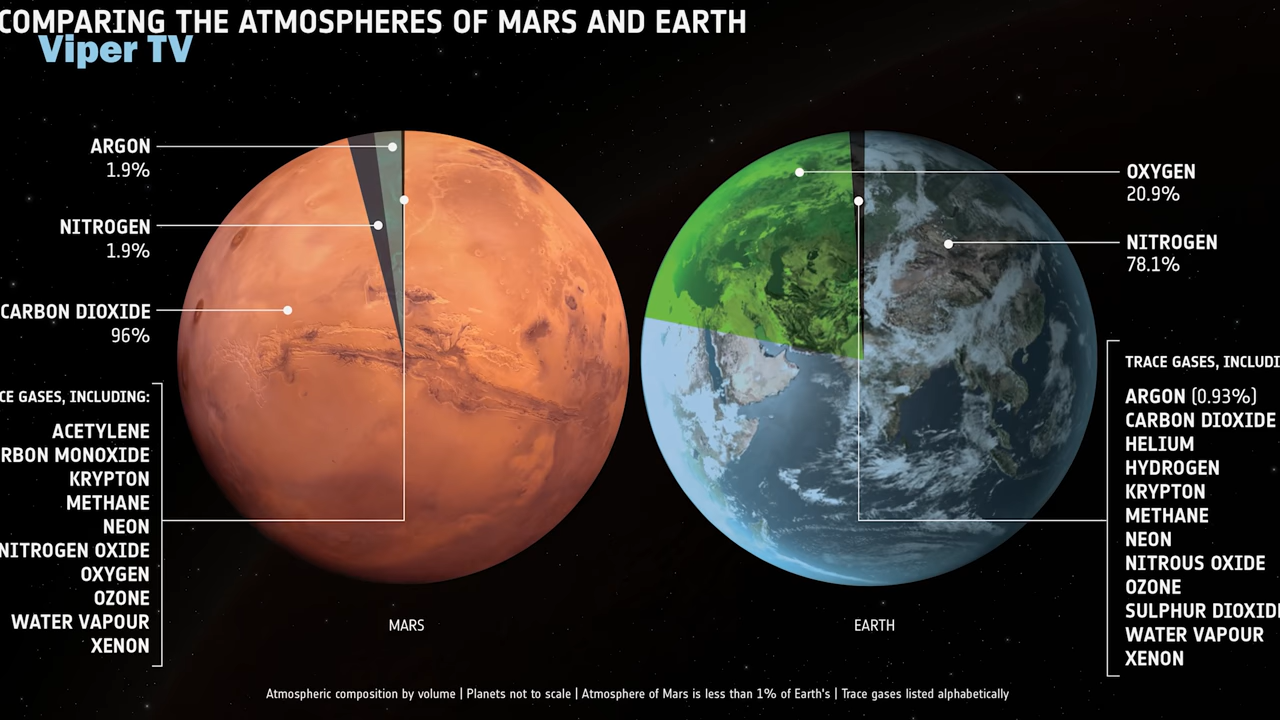 COMPARING THE ATMOSPHERES OF MARS AND EARTH
Viper TV
ARGON
1.9%
NITROGEN
1.9%
CARBON DIOXIDE
96%
CE GASES, INCLUDING:
ACETYLENE
RBON MONOXIDE
KRYPTON
METHANE
NEON
NITROGEN OXIDE
OXYGEN
OZONE
WATER VAPOUR
XENON
MARS
OXYGEN
20.9%
NITROGEN
78.1%
TRACE GASES, INCLUDI
ARGON (0.93%)
CARBON DIOXIDE
HELIUM
HYDROGEN
KRYPTON
METHANE
NEON
NITROUS OXIDE
OZONE
SULPHUR DIOXID
WATER VAPOUR
XENON
EARTH
Atmospheric composition by volume | Planets not to scale | Atmosphere of Mars is less than 1% of Earth's | Trace gases listed alphabetically